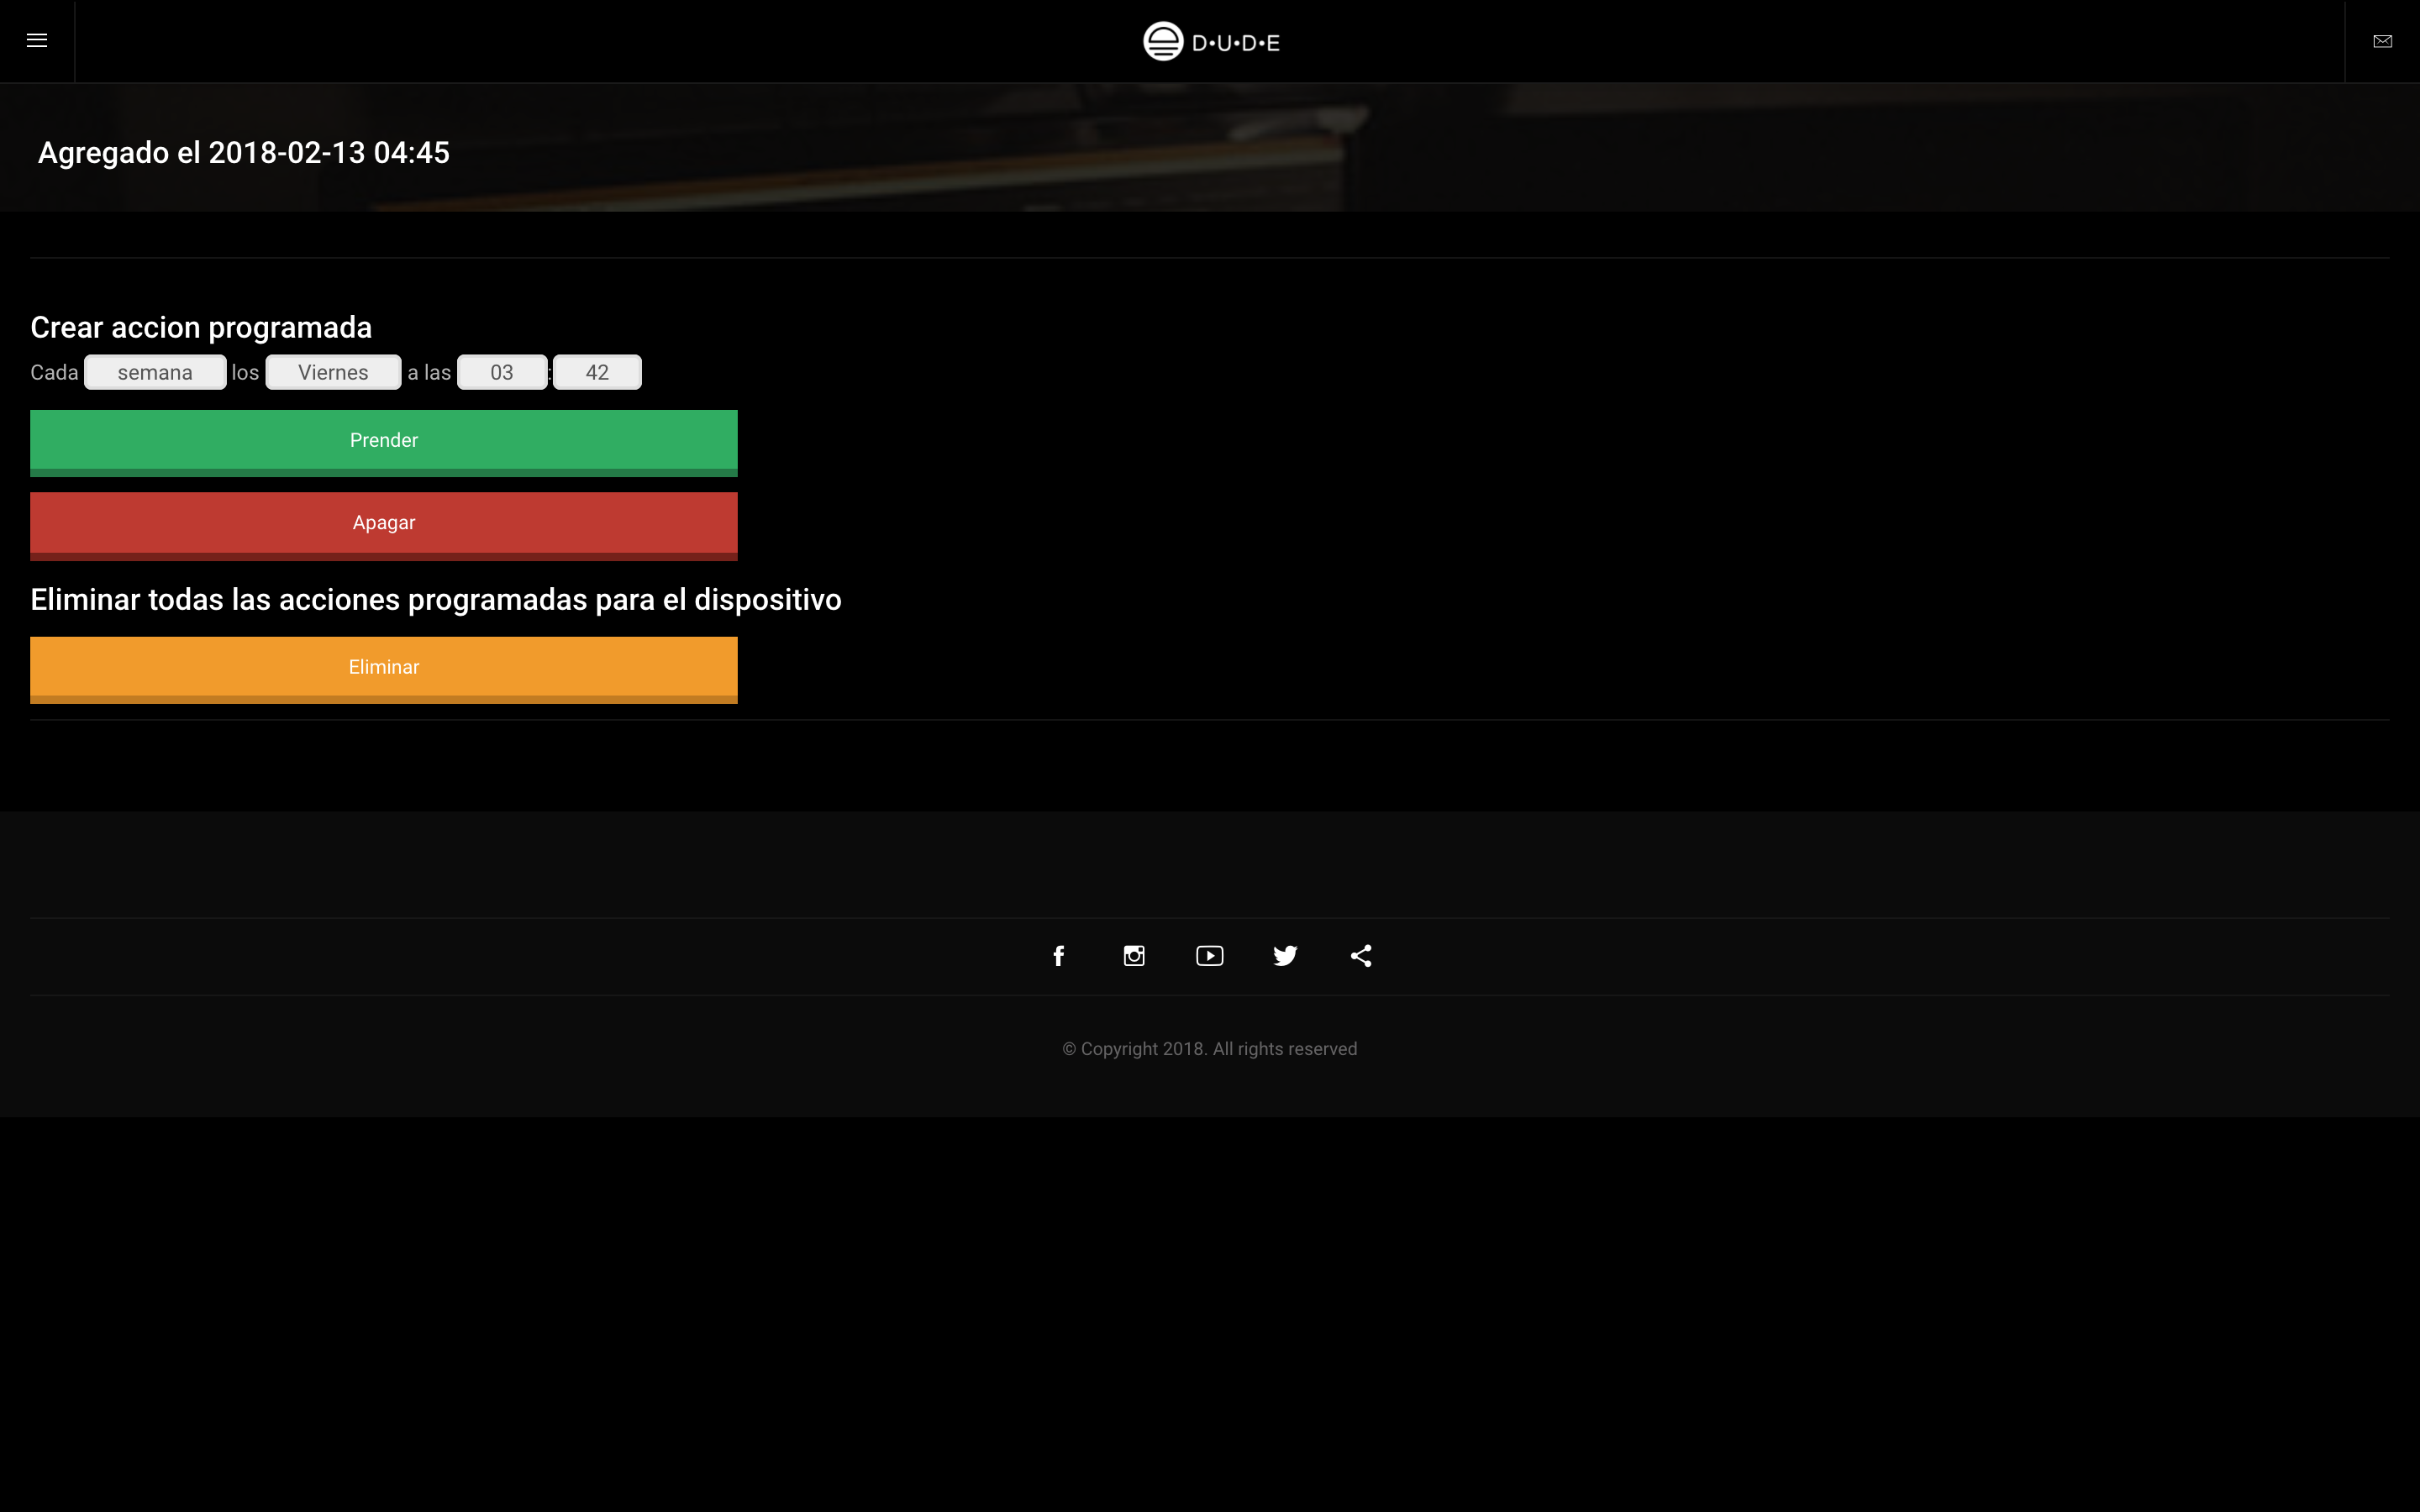 D•U•D•E
Agregado el 2018-02-13 04:45
Crear accion programada
Cada semana los Viernes a las 03:42
Prender
Apagar
Eliminar todas las acciones programadas para el dispositivo
Eliminar
© Copyright 2018. All rights reserved